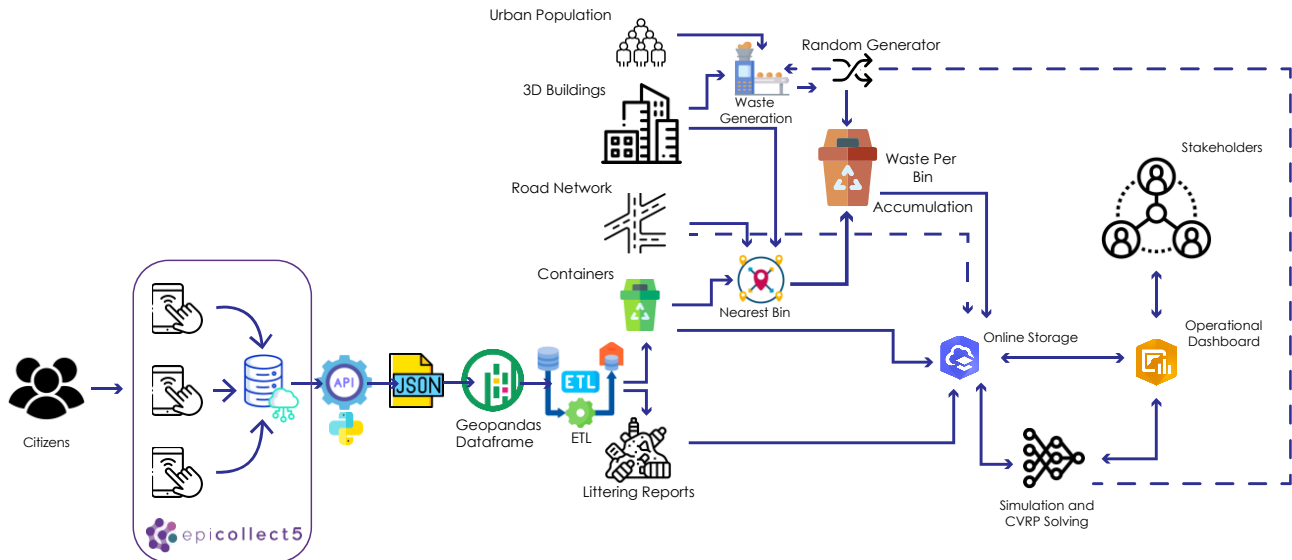 Urban Population
Random Generator
3D Buildings
Waste
Generation
Waste Per
Bin
Accumulation
Stakeholders
Road Network
Containers
Nearest Bin
Online Storage
Operational
Dashboard
Citizens
API
JSON
Geopandas
Dataframe
ETL
ETL
Littering Reports
Simulation and
CVRP Solving
epicollect5